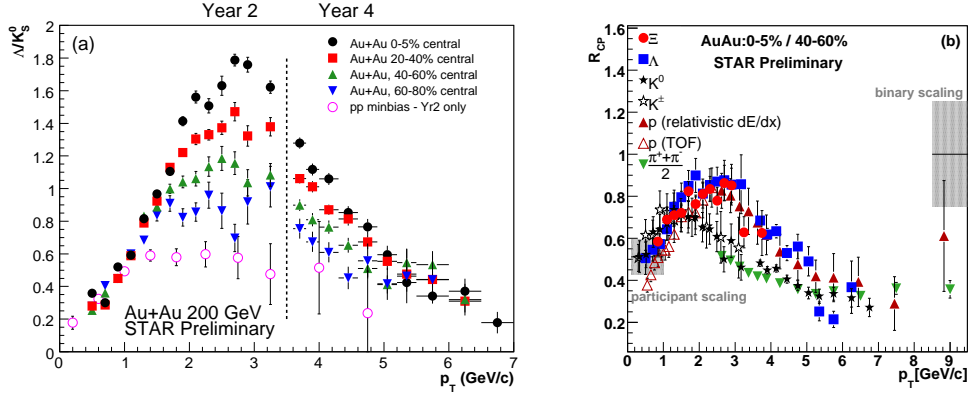 Year 2 Year 4
Λ/K⁰_S
2
1.8
1.6
1.4
1.2
1
0.8
0.6
0.4
0.2
0
(a)
Au+Au 0-5% central
Au+Au 20-40% central
Au+Au, 40-60% central
Au+Au, 60-80% central
pp minbias - Yr2 only
Au+Au 200 GeV
STAR Preliminary
0 1 2 3 4 5 6 7
p_T (GeV/c)
R_CP
1.6
1.4
1.2
1
0.8
0.6
0.4
0.2
0
AuAu:0-5% / 40-60% (b)
STAR Preliminary
Ξ
Λ
K⁰
K±
p (relativistic dE/dx)
p (TOF)
π⁺+π⁻
2
binary scaling
participant scaling
0 1 2 3 4 5 6 7 8 9
p_T[GeV/c]